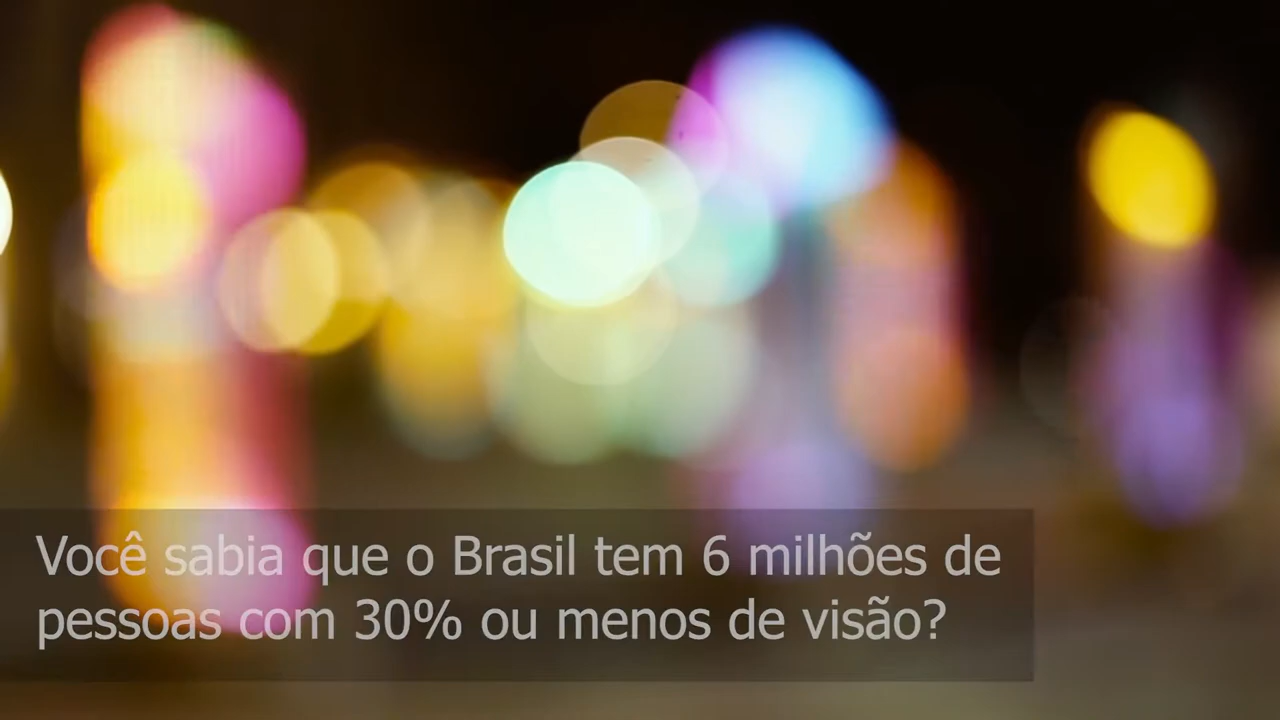 Você sabia que o Brasil tem 6 milhões de
pessoas com 30% ou menos de visão?